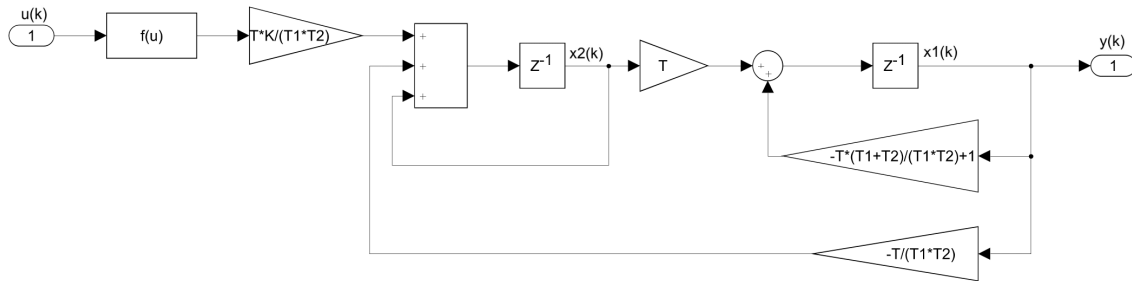 u(k)
1
f(u)
T*K/(T1*T2)
+
+
+
Z-1
x2(k)
T
+
+
Z-1
x1(k)
y(k)
1
-T*(T1+T2)/(T1*T2)+1
-T/(T1*T2)